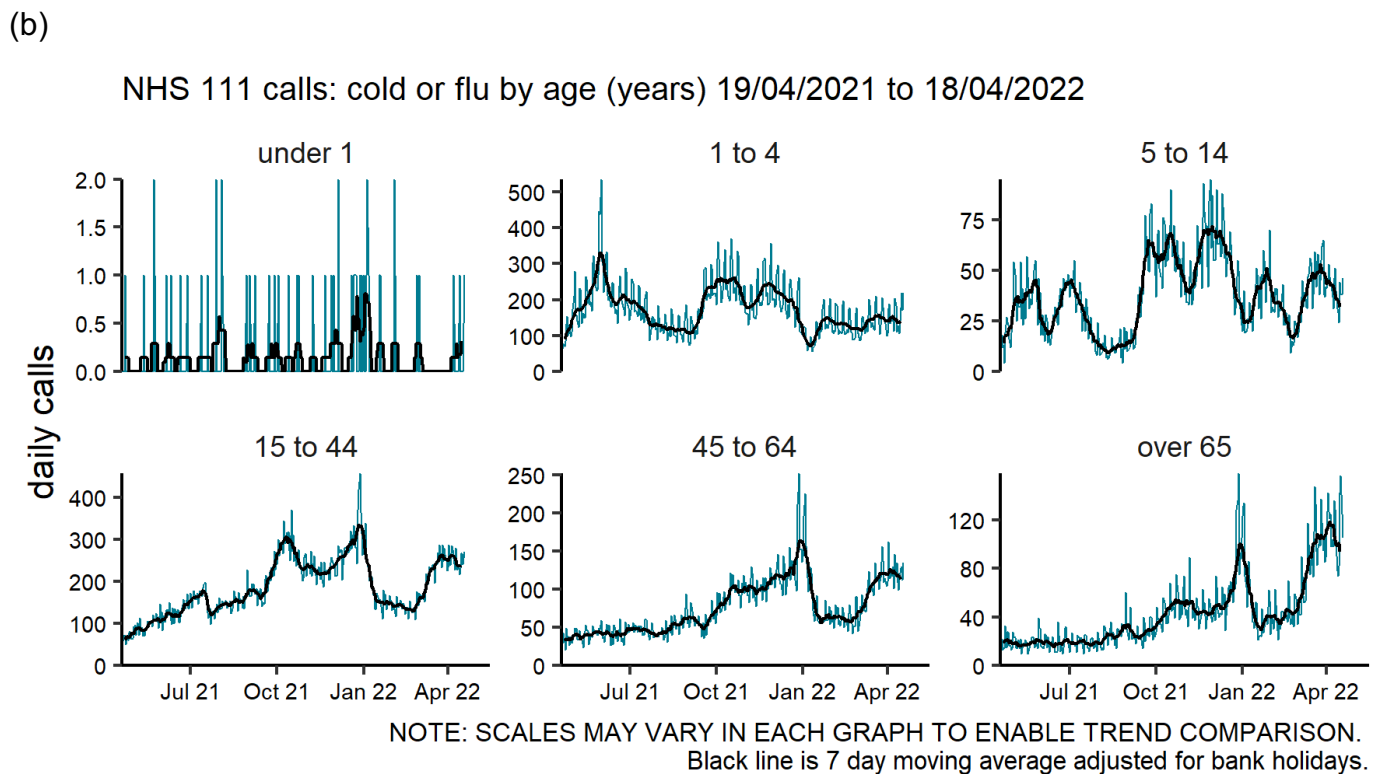 (b)
NHS 111 calls: cold or flu by age (years) 19/04/2021 to 18/04/2022
under 1
1 to 4
5 to 14
2.0
1.5
1.0
0.5
0.0
500
400
300
200
100
0
75
50
25
0
daily calls
15 to 44
45 to 64
over 65
400
300
200
100
0
250
200
150
100
50
0
120
80
40
0
Jul 21 Oct 21 Jan 22 Apr 22
Jul 21 Oct 21 Jan 22 Apr 22
Jul 21 Oct 21 Jan 22 Apr 22
NOTE: SCALES MAY VARY IN EACH GRAPH TO ENABLE TREND COMPARISON.
Black line is 7 day moving average adjusted for bank holidays.